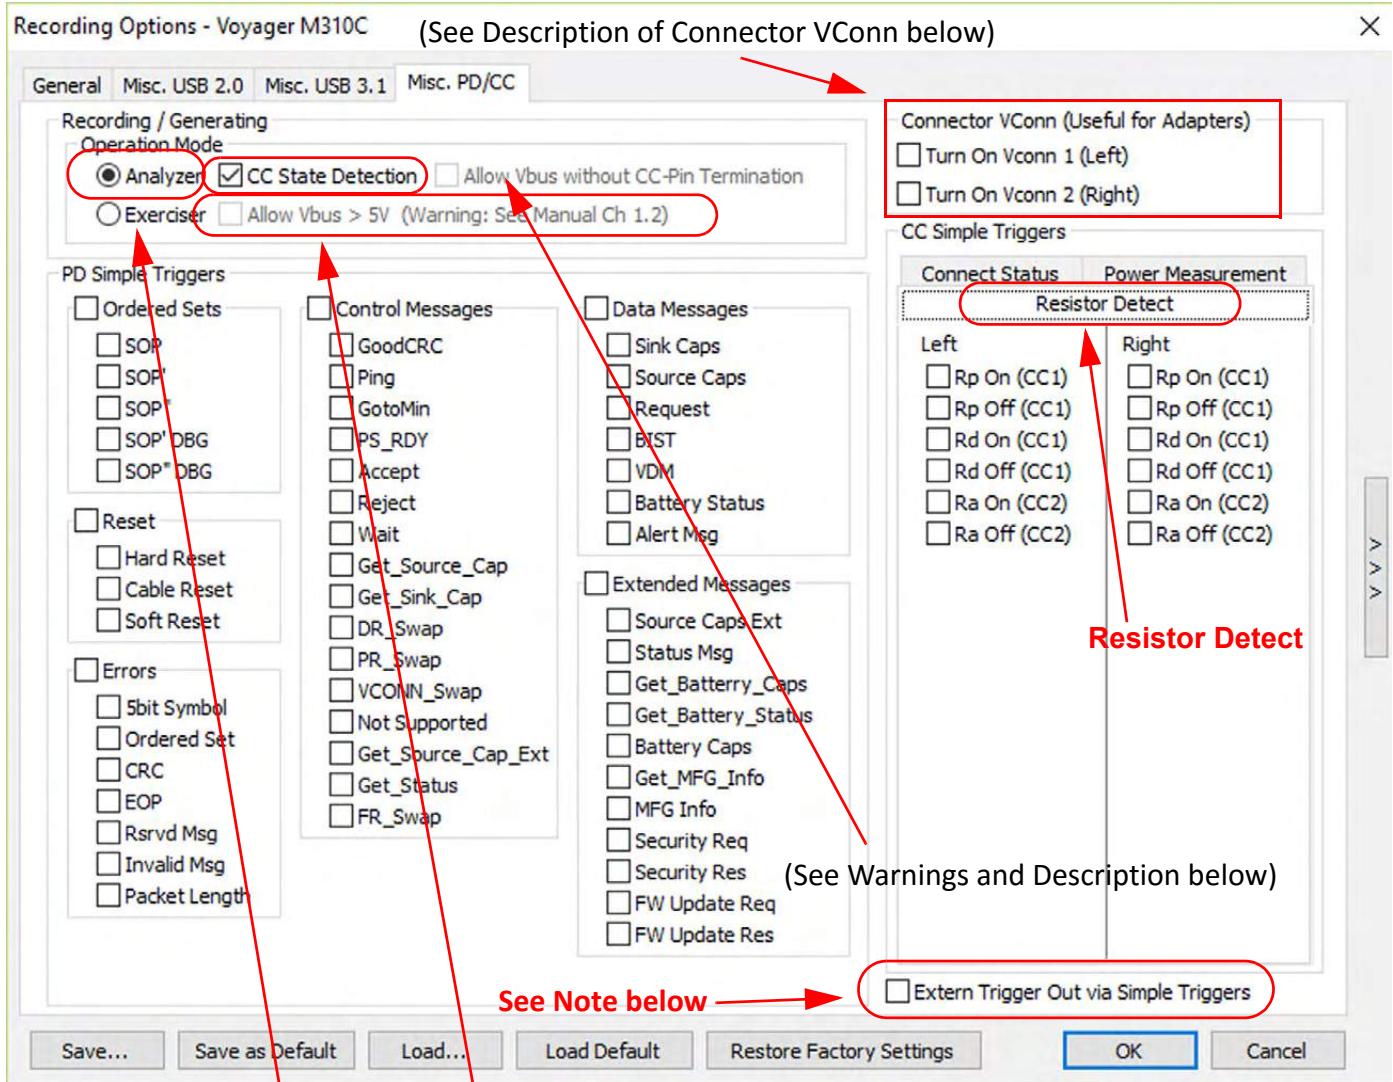 Recording Options - Voyager M310C
(See Description of Connector VConn below)
General
Misc. USB 2.0
Misc. USB 3.1
Misc. PD/CC
Recording / Generating
Operation Mode
Analyzer
CC State Detection
Allow Vbus without CC-Pin Termination
Exerciser
Allow Vbus > 5V (Warning: See Manual Ch 1.2)
Connector VConn (Useful for Adapters)
Turn On Vconn 1 (Left)
Turn On Vconn 2 (Right)
PD Simple Triggers
Ordered Sets
SOP
SOP'
SOP"
SOP' DBG
SOP" DBG
Reset
Hard Reset
Cable Reset
Soft Reset
Errors
5bit Symbol
Ordered Set
CRC
EOP
Rsrvd Msg
Invalid Msg
Packet Length
Control Messages
GoodCRC
Ping
GotoMin
PS_RDY
Accept
Reject
Wait
Get_Source_Cap
Get_Sink_Cap
DR_Swap
PR_Swap
VCONN_Swap
Not Supported
Get_Source_Cap_Ext
Get_Status
FR_Swap
Data Messages
Sink Caps
Source Caps
Request
BIST
VDM
Battery Status
Alert Msg
Extended Messages
Source Caps Ext
Status Msg
Get_Batterry_Caps
Get_Battery_Status
Battery Caps
Get_MFG_Info
MFG Info
Security Req
Security Res
FW Update Req
FW Update Res
CC Simple Triggers
Connect Status
Power Measurement
Resistor Detect
Left
Rp On (CC1)
Rp Off (CC1)
Rd On (CC1)
Rd Off (CC1)
Ra On (CC2)
Ra Off (CC2)
Right
Rp On (CC1)
Rp Off (CC1)
Rd On (CC1)
Rd Off (CC1)
Ra On (CC2)
Ra Off (CC2)
Resistor Detect
(See Warnings and Description below)
See Note below
Extern Trigger Out via Simple Triggers
>
>
>
Save...
Save as Default
Load...
Load Default
Restore Factory Settings
OK
Cancel